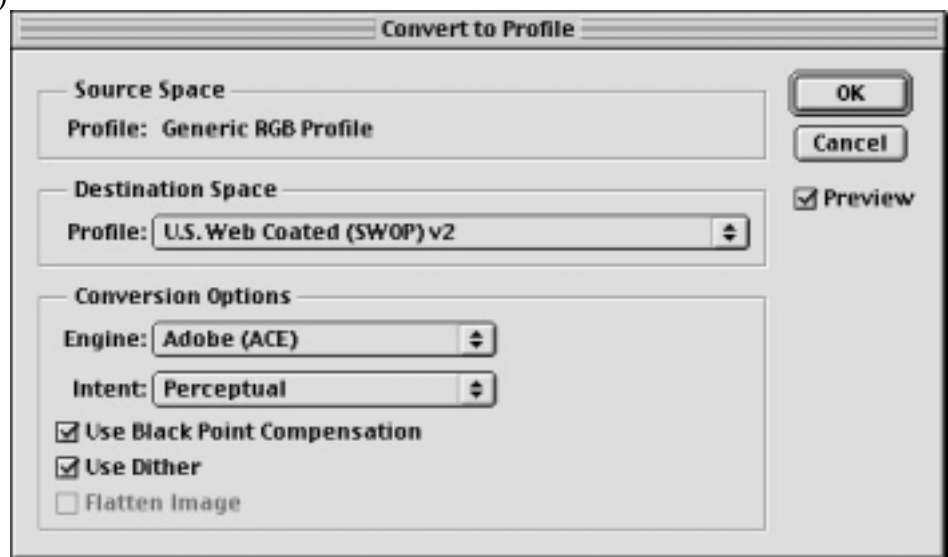 )
Convert to Profile
Source Space
Profile: Generic RGB Profile
OK
Cancel
Preview
Destination Space
Profile: U.S. Web Coated (SWOP) v2
Conversion Options
Engine: Adobe (ACE)
Intent: Perceptual
Use Black Point Compensation
Use Dither
Flatten Image